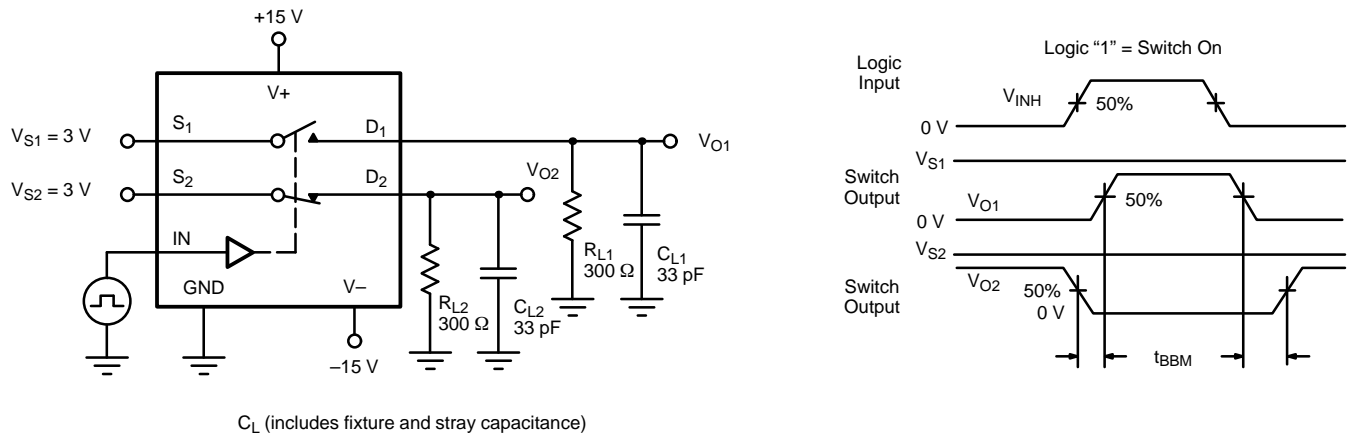 +15 V
V+
V_S1 = 3 V
S_1
D_1
V_O1
V_S2 = 3 V
S_2
D_2
V_O2
IN
R_L1
300 Ω
C_L1
33 pF
GND
V–
R_L2
300 Ω
C_L2
33 pF
–15 V
C_L (includes fixture and stray capacitance)
Logic “1” = Switch On
Logic
Input
V_INH
50%
0 V
V_S1
Switch
Output
V_O1
50%
0 V
V_S2
Switch
Output
V_O2
50%
0 V
t_BBM